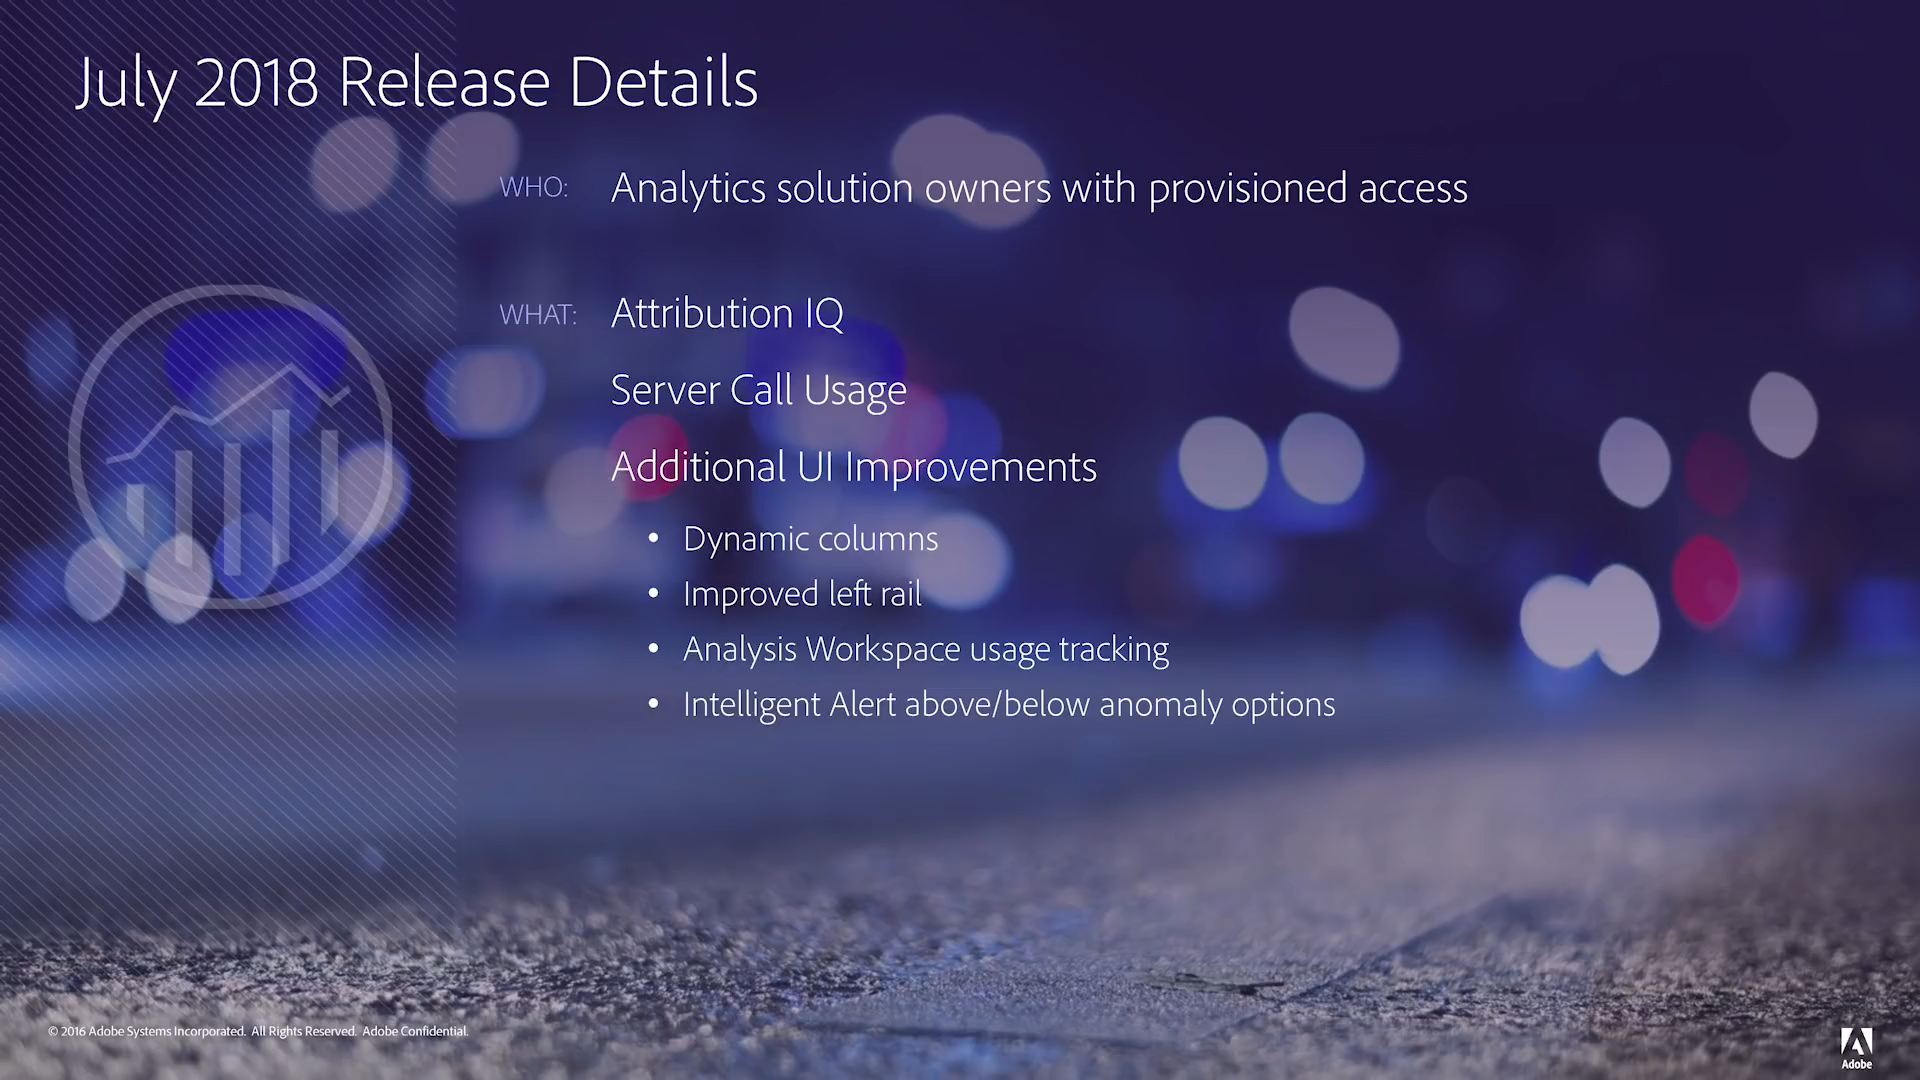 July 2018 Release Details
WHO: Analytics solution owners with provisioned access
WHAT: Attribution IQ
Server Call Usage
Additional UI Improvements
• Dynamic columns
• Improved left rail
• Analysis Workspace usage tracking
• Intelligent Alert above/below anomaly options
© 2016 Adobe Systems Incorporated. All Rights Reserved. Adobe Confidential.
Adobe